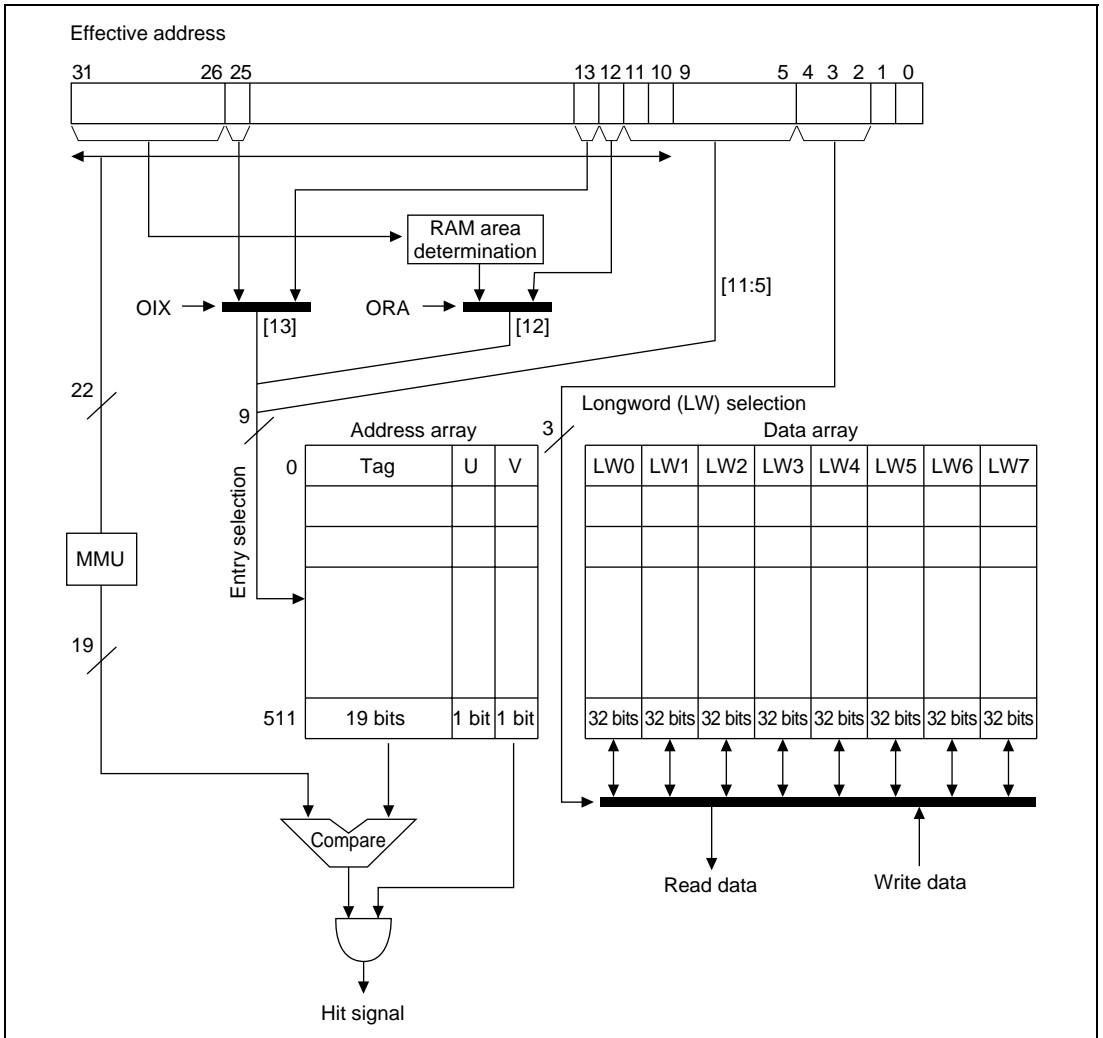 Effective address
31 26 25 13 12 11 10 9 5 4 3 2 1 0
RAM area
determination
OIX
[13]
ORA
[12]
[11:5]
22
9
3
Longword (LW) selection
Address array
Data array
Entry selection
0 Tag U V
LW0 LW1 LW2 LW3 LW4 LW5 LW6 LW7
MMU
19
511 19 bits 1 bit 1 bit
32 bits 32 bits 32 bits 32 bits 32 bits 32 bits 32 bits 32 bits
Compare
Read data
Write data
Hit signal